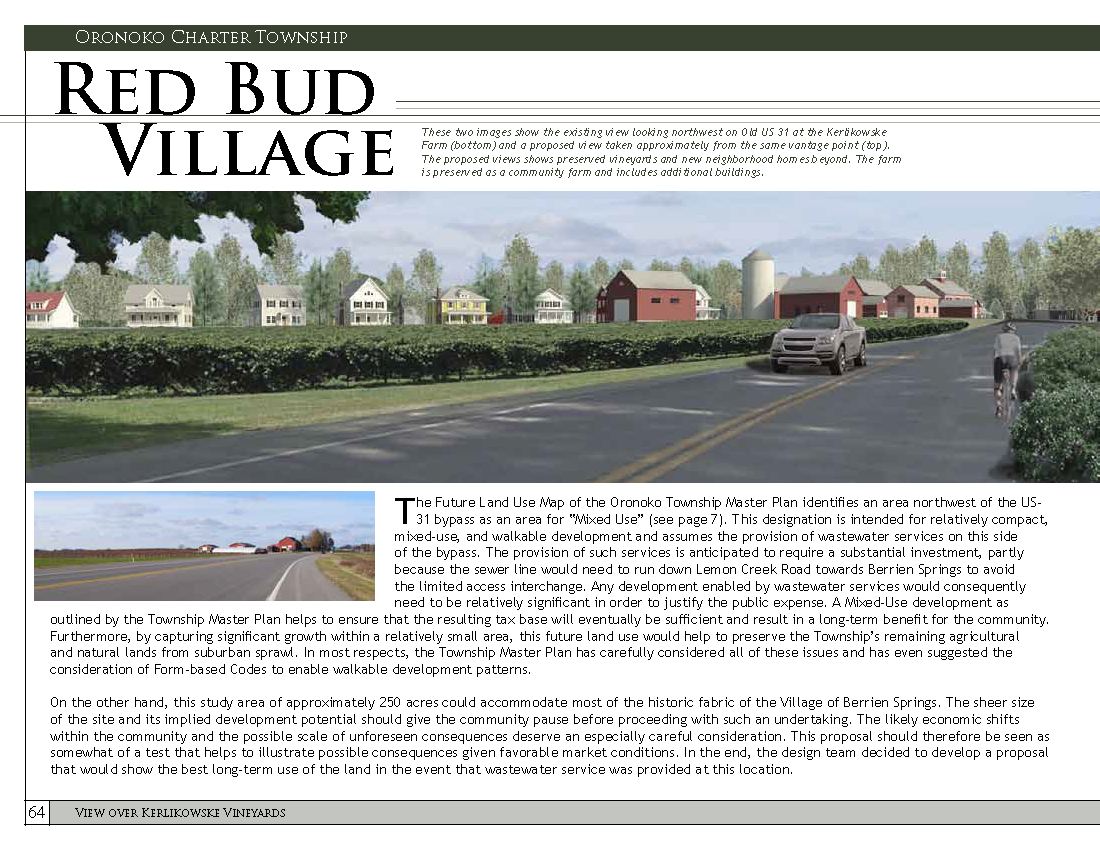 Oronoko Charter Township
Red Bud
Village
These two images show the existing view looking northwest on Old US 31 at the Kerlikowske
Farm (bottom) and a proposed view taken approximately from the same vantage point (top).
The proposed views shows preserved vineyards and new neighborhood homes beyond. The farm
is preserved as a community farm and includes additional buildings.
The Future Land Use Map of the Oronoko Township Master Plan identifies an area northwest of the US-
31 bypass as an area for “Mixed Use” (see page 7). This designation is intended for relatively compact,
mixed-use, and walkable development and assumes the provision of wastewater services on this side
of the bypass. The provision of such services is anticipated to require a substantial investment, partly
because the sewer line would need to run down Lemon Creek Road towards Berrien Springs to avoid
the limited access interchange. Any development enabled by wastewater services would consequently
need to be relatively significant in order to justify the public expense. A Mixed-Use development as
outlined by the Township Master Plan helps to ensure that the resulting tax base will eventually be sufficient and result in a long-term benefit for the community.
Furthermore, by capturing significant growth within a relatively small area, this future land use would help to preserve the Township’s remaining agricultural
and natural lands from suburban sprawl. In most respects, the Township Master Plan has carefully considered all of these issues and has even suggested the
consideration of Form-based Codes to enable walkable development patterns.
On the other hand, this study area of approximately 250 acres could accommodate most of the historic fabric of the Village of Berrien Springs. The sheer size
of the site and its implied development potential should give the community pause before proceeding with such an undertaking. The likely economic shifts
within the community and the possible scale of unforeseen consequences deserve an especially careful consideration. This proposal should therefore be seen as
somewhat of a test that helps to illustrate possible consequences given favorable market conditions. In the end, the design team decided to develop a proposal
that would show the best long-term use of the land in the event that wastewater service was provided at this location.
64 View over Kerlikowske Vineyards